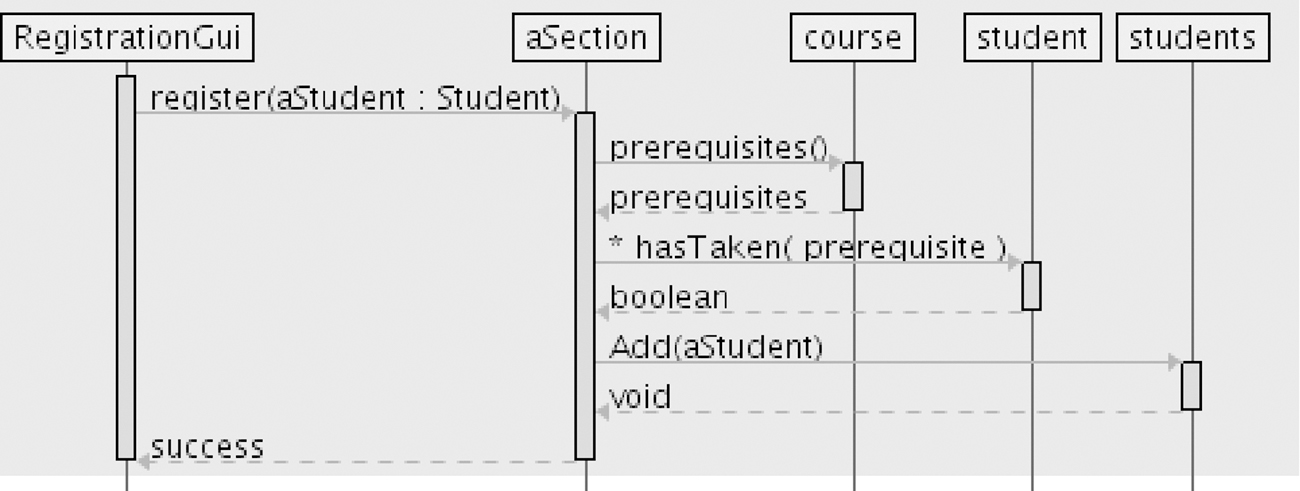 RegistrationGui aSection course student students
register(aStudent : Student)
prerequisites()
prerequisites
* hasTaken( prerequisite )
boolean
Add(aStudent)
void
success